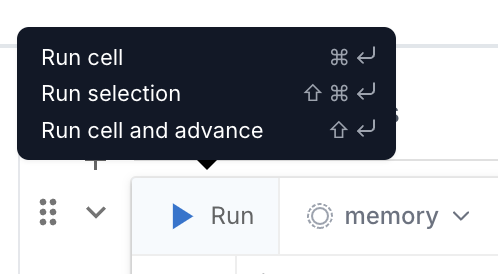 Run cell ⌘ ↵
Run selection ⇧ ⌘ ↵
Run cell and advance ⇧ ↵
Run
memory